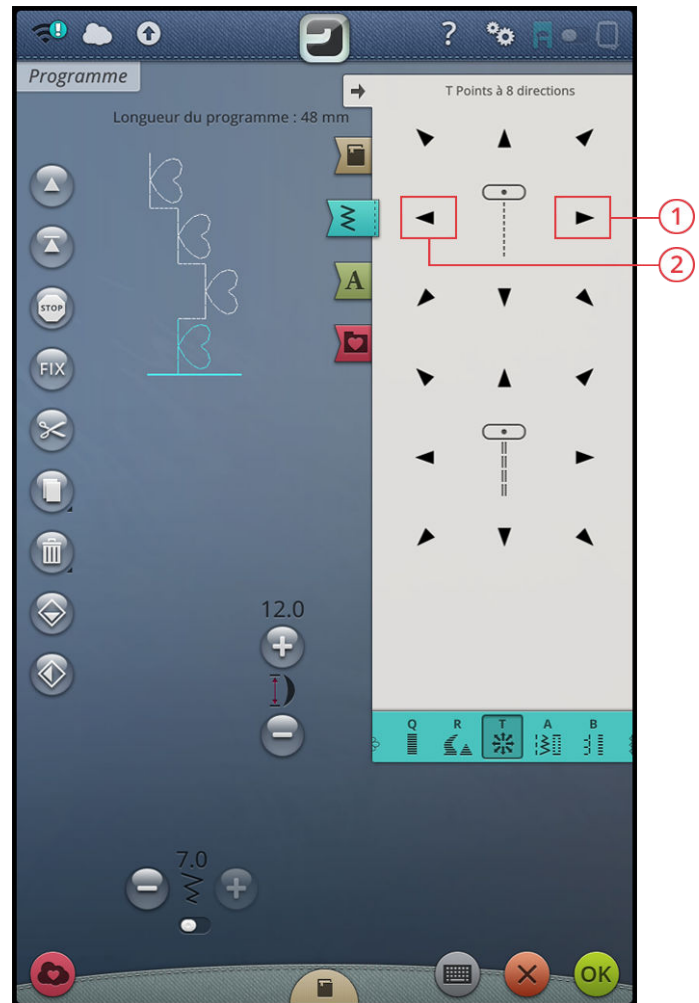 ?
Programme
T Points à 8 directions
Longueur du programme : 48 mm
1
2
A
STOP
FIX
12.0
Q R T A B
7.0
OK